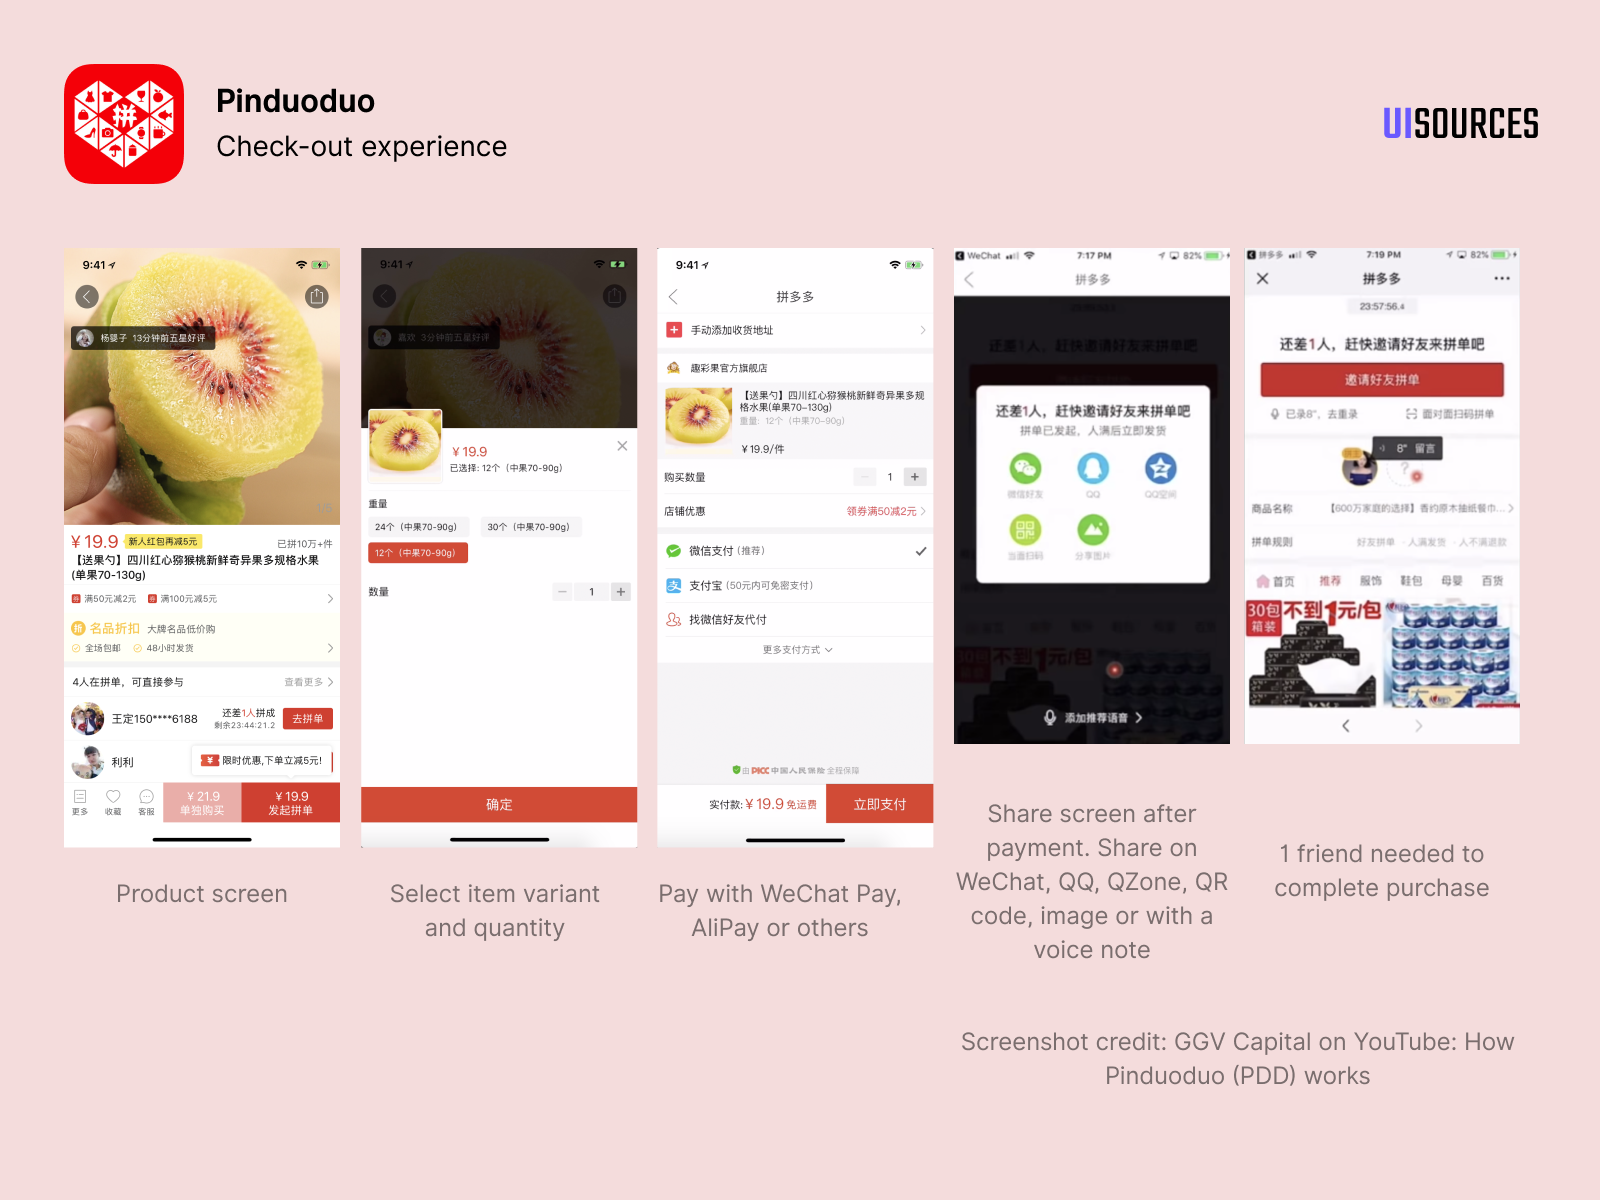 拼
Pinduoduo
Check-out experience
UISOURCES
9:41
杨婴子 13分钟前五星好评
1/8
¥19.9 新人红包再减5元
已拼10万+件
【送果勺】四川红心猕猴桃新鲜奇异果多规格水果
(单果70-130g)
券 满50元减2元 券 满100元减5元
名品折扣 大牌名品低价购
全场包邮 48小时发货
4人在拼单，可直接参与 查看更多
王定150****6188
还差1人拼成
剩余23:44:21.2
去拼单
利利
¥ 限时优惠,下单立减5元!
更多
收藏
客服
¥21.9
单独购买
¥19.9
发起拼单
Product screen
9:41
嘉欢 3分钟前五星好评
¥19.9
已选择: 12个（中果70-90g）
重量
24个（中果70-90g） 30个（中果70-90g）
12个（中果70-90g）
数量 1
确定
Select item variant
and quantity
9:41
拼多多
手动添加收货地址
趣彩果官方旗舰店
【送果勺】四川红心猕猴桃新鲜奇异果多规
格水果(单果70-130g)
重量: 12个（中果70-90g）
¥19.9/件
购买数量 1
店铺优惠 领券满50减2元
微信支付 (推荐)
支付宝 (50元内可免密支付)
找微信好友代付
更多支付方式
由 PICC 中国人民保险 全程保障
实付款: ¥19.9 免运费
立即支付
Pay with WeChat Pay,
AliPay or others
WeChat 7:17 PM 82%
拼多多
还差1人，赶快邀请好友来拼单吧
还差1人，赶快邀请好友来拼单吧
拼单已发起，人满后立即发货
微信好友 QQ QQ空间
当面扫码 分享图片
不到1元/包
添加推荐语音
Share screen after
payment. Share on
WeChat, QQ, QZone, QR
code, image or with a
voice note
拼多多 7:19 PM 82%
拼多多
23:57:56.4
还差1人，赶快邀请好友来拼单吧
邀请好友拼单
已录8"，去重录 面对面扫码拼单
8" 留言
?
商品名称 【600万家庭的选择】香约原木抽纸餐巾...
拼单规则 好友拼单 · 人满发货 · 人不满退款
首页 推荐 服饰 鞋包 母婴 百货
30包
箱装
不到1元/包
1 friend needed to
complete purchase
Screenshot credit: GGV Capital on YouTube: How
Pinduoduo (PDD) works